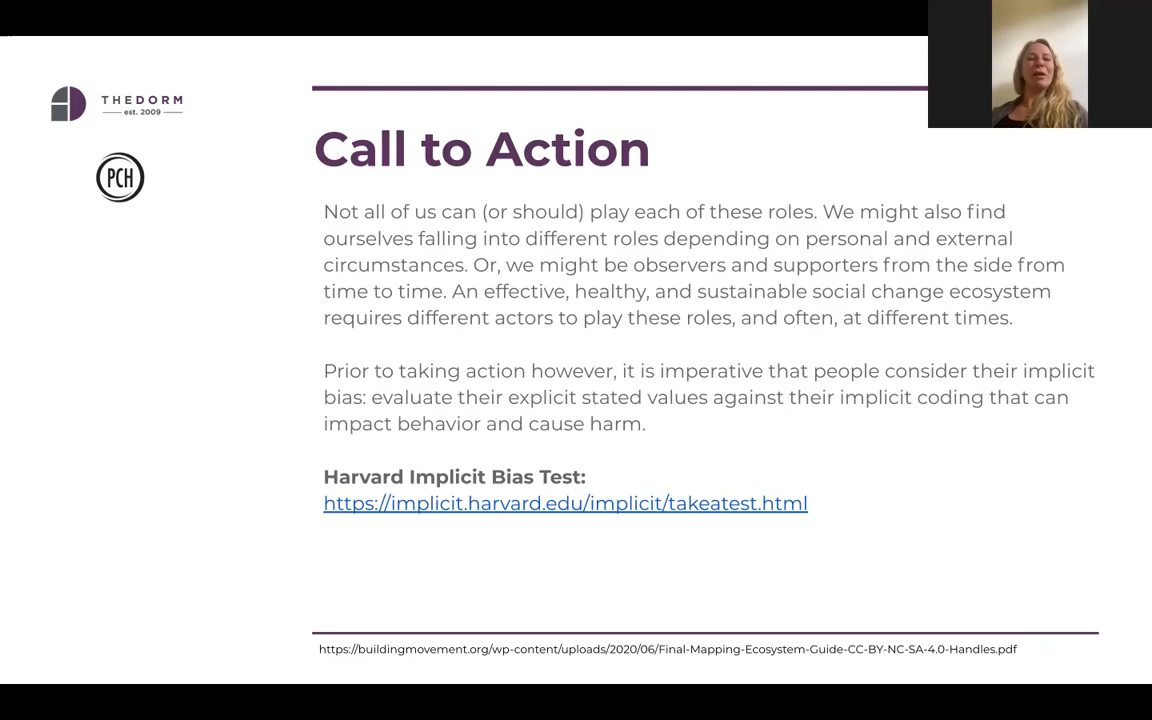 THEDORM
est. 2009
PCH
Call to Action
Not all of us can (or should) play each of these roles. We might also find
ourselves falling into different roles depending on personal and external
circumstances. Or, we might be observers and supporters from the side from
time to time. An effective, healthy, and sustainable social change ecosystem
requires different actors to play these roles, and often, at different times.
Prior to taking action however, it is imperative that people consider their implicit
bias: evaluate their explicit stated values against their implicit coding that can
impact behavior and cause harm.
Harvard Implicit Bias Test:
https://implicit.harvard.edu/implicit/takeatest.html
https://buildingmovement.org/wp-content/uploads/2020/06/Final-Mapping-Ecosystem-Guide-CC-BY-NC-SA-4.0-Handles.pdf